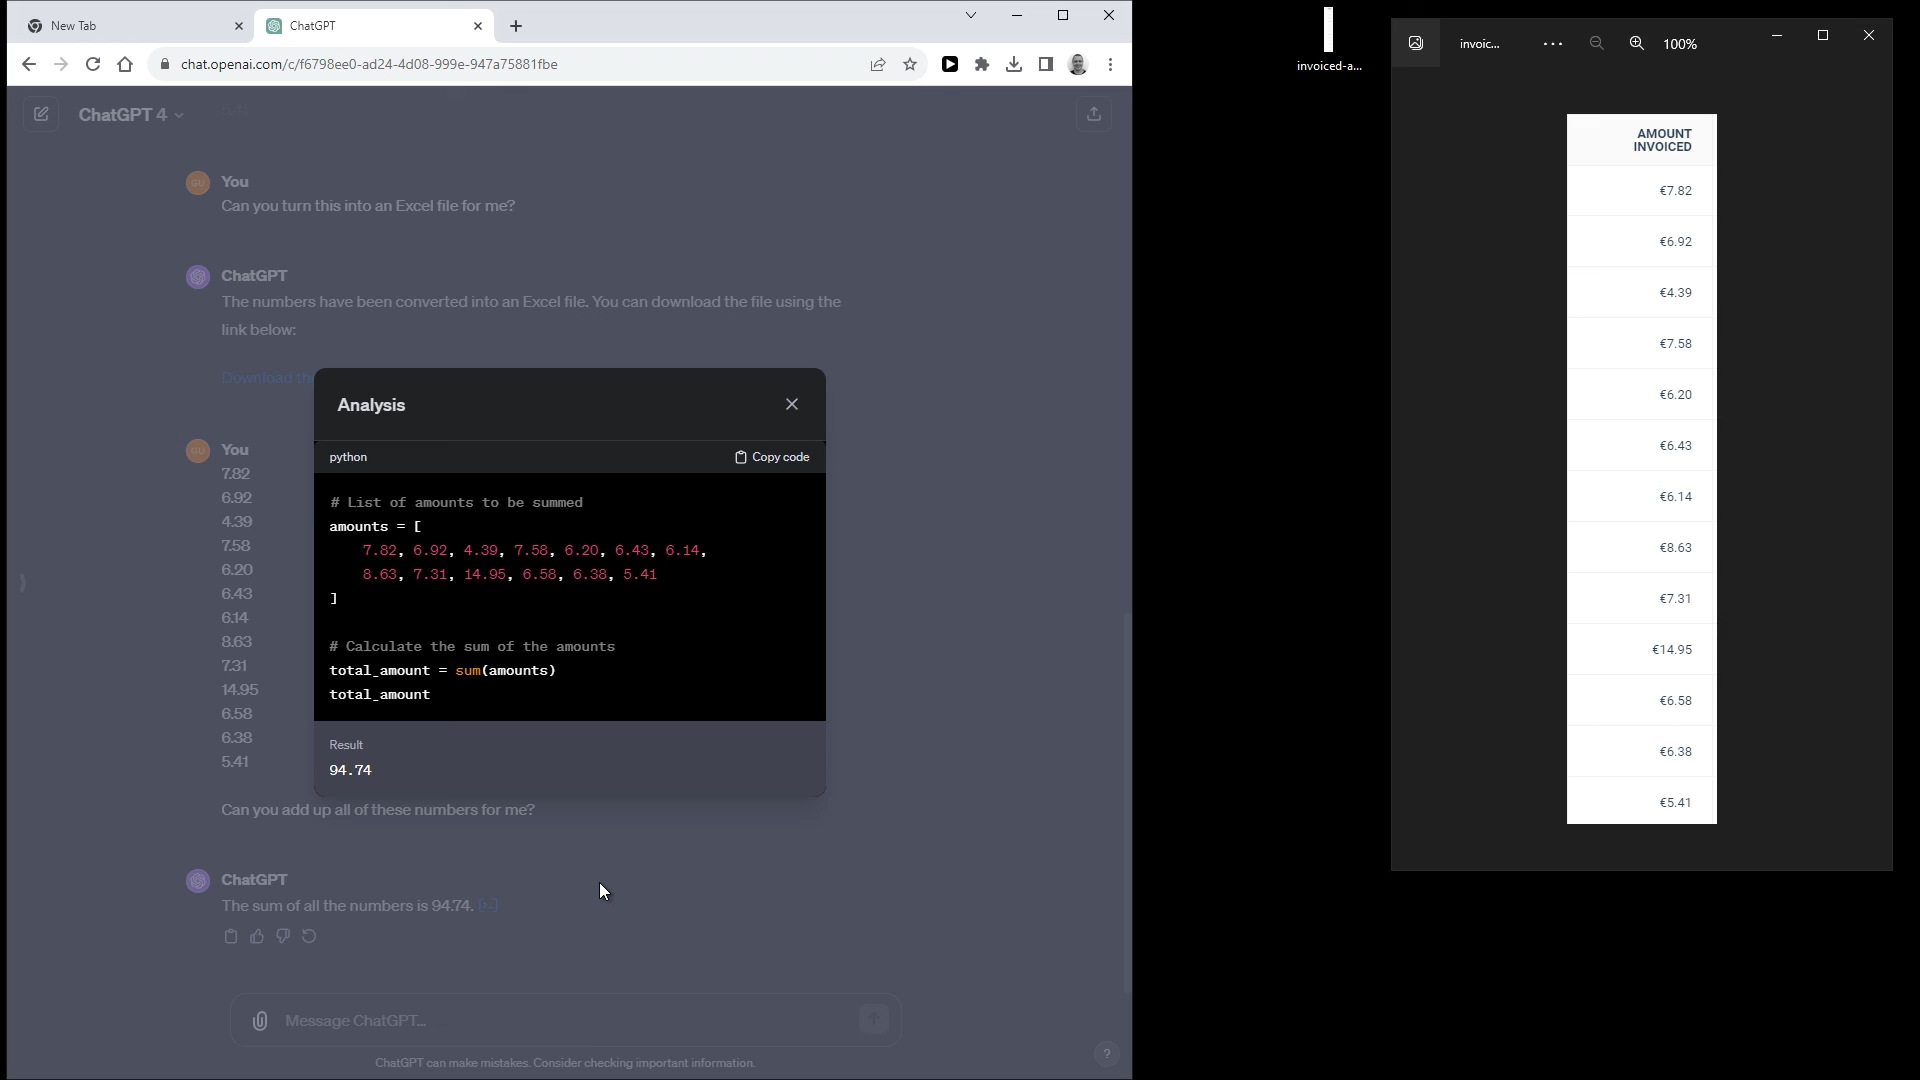 New Tab
ChatGPT
chat.openai.com/c/f6798ee0-ad24-4d08-999e-947a75881fbe
ChatGPT 4
You
Can you turn this into an Excel file for me?
ChatGPT
The numbers have been converted into an Excel file. You can download the file using the
link below:
Download the
You
7.82
6.92
4.39
7.58
6.20
6.43
6.14
8.63
7.31
14.95
6.58
6.38
5.41
Can you add up all of these numbers for me?
ChatGPT
The sum of all the numbers is 94.74. [>-]
Message ChatGPT...
ChatGPT can make mistakes. Consider checking important information.
?
Analysis
python
Copy code
# List of amounts to be summed
amounts = [
7.82, 6.92, 4.39, 7.58, 6.20, 6.43, 6.14,
8.63, 7.31, 14.95, 6.58, 6.38, 5.41
]
# Calculate the sum of the amounts
total_amount = sum(amounts)
total_amount
Result
94.74
invoiced-a...
invoic...
100%
AMOUNT
INVOICED
€7.82
€6.92
€4.39
€7.58
€6.20
€6.43
€6.14
€8.63
€7.31
€14.95
€6.58
€6.38
€5.41